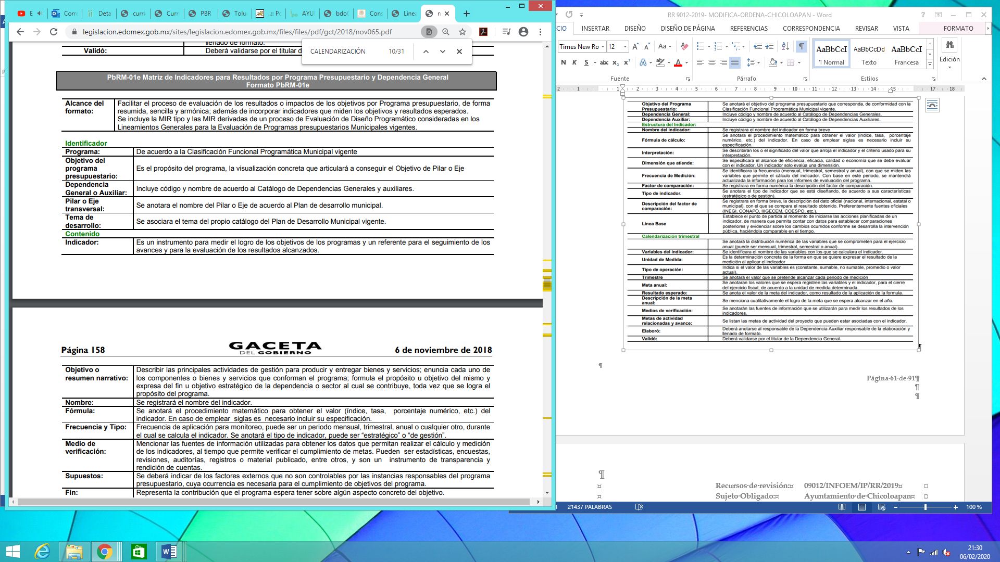 E
Corre
Deta
curri
Curr
PBR
Tolu
..:: Pc
AYUI
bdoc
Cons
Line
n
legislacion.edomex.gob.mx/sites/legislacion.edomex.gob.mx/files/files/pdf/gct/2018/nov065.pdf
CALENDARIZACIÓN 10/31
llenado de formato.
Validó: Deberá validarse por el titular d
PbRM-01e Matriz de Indicadores para Resultados por Programa Presupuestario y Dependencia General
Formato PbRM-01e
Alcance del formato: Facilitar el proceso de evaluación de los resultados o impactos de los objetivos por Programa presupuestario, de forma
resumida, sencilla y armónica; además de incorporar indicadores que miden los objetivos y resultados esperados.
Se incluye la MIR tipo y las MIR derivadas de un proceso de Evaluación de Diseño Programático consideradas en los
Lineamientos Generales para la Evaluación de Programas presupuestarios Municipales vigentes.
Identificador
Programa: De acuerdo a la Clasificación Funcional Programática Municipal vigente
Objetivo del
programa
presupuestario: Es el propósito del programa, la visualización concreta que articulará a conseguir el Objetivo de Pilar o Eje
Dependencia
General o Auxiliar: Incluye código y nombre de acuerdo al Catálogo de Dependencias Generales y auxiliares.
Pilar o Eje
transversal: Se anotara el nombre del Pilar o Eje de acuerdo al Plan de desarrollo municipal.
Tema de
desarrollo: Se asociara el tema del propio catálogo del Plan de Desarrollo Municipal vigente.
Contenido
Indicador: Es un instrumento para medir el logro de los objetivos de los programas y un referente para el seguimiento de los
avances y para la evaluación de los resultados alcanzados.
Página 158 GACETA DEL GOBIERNO 6 de noviembre de 2018
Objetivo o
resumen narrativo: Describir las principales actividades de gestión para producir y entregar bienes y servicios; enuncia cada uno de
los componentes o bienes y servicios que conforman el programa; formula el propósito u objetivo del mismo y
expresa del fin u objetivo estratégico de la dependencia o sector al cual se contribuye, toda vez que se logra el
propósito del programa.
Nombre: Se registrará el nombre del indicador.
Fórmula: Se anotará el procedimiento matemático para obtener el valor (índice, tasa, porcentaje numérico, etc.) del
indicador. En caso de emplear siglas es necesario incluir su especificación.
Frecuencia y Tipo: Frecuencia de aplicación para monitoreo, puede ser un periodo mensual, trimestral, anual o cualquier otro, durante
el cual se calcula el indicador. Se anotará el tipo de indicador, puede ser “estratégico” o “de gestión”.
Medio de
verificación: Mencionar las fuentes de información utilizadas para obtener los datos que permitan realizar el cálculo y medición
de los indicadores, al tiempo que permite verificar el cumplimiento de metas. Pueden ser estadísticas, encuestas,
revisiones, auditorías, registros o material publicado, entre otros, y son un instrumento de transparencia y
rendición de cuentas.
Supuestos: Se deberá indicar de los factores externos que no son controlables por las instancias responsables del programa
presupuestario, cuya ocurrencia es necesaria para el cumplimiento de objetivos del programa.
Fin: Representa la contribución que el programa espera tener sobre algún aspecto concreto del objetivo.
RR 9012-2019- MODIFICA-ORDENA-CHICOLOAPAN - Word
CIO INSERTAR DISEÑO DISEÑO DE PÁGINA REFERENCIAS CORRESPONDENCIA REVISAR VISTA FORMATO
Times New Ro 12
N K S abc x₂ x²
AaBbCcI AaBbCcDd AaBbCcI
¶ Normal Texto Francesa
Edición
Fuente Párrafo Estilos
2 1 1 2 3 4 5 6 7 8 9 10 11 12 13 14 15 17 18
Objetivo del Programa
Presupuestario: Se anotará el objetivo del programa presupuestario que corresponda, de conformidad con la
Clasificación Funcional Programática Municipal vigente.
Dependencia General: Incluye código y nombre de acuerdo al Catálogo de Dependencias Generales.
Dependencia Auxiliar: Incluye código y nombre de acuerdo al Catálogo de Dependencias Auxiliares.
Estructura del Indicador:
Nombre del indicador: Se registrara el nombre del indicador en forma breve
Fórmula de cálculo: Se anotara el procedimiento matemático para obtener el valor (índice, tasa, porcentaje
numérico, etc.) del indicador. En caso de emplear siglas es necesario incluir su
especificación.
Interpretación: Se describirán los o el significado del valor que arroja el indicador y el criterio usado para su
interpretación.
Dimensión que atiende: Se especificara el alcance de eficiencia, eficacia, calidad o economía que se debe evaluar
con el indicador. Un indicador solo evalúa una dimensión.
Frecuencia de Medición: Se identificara la frecuencia (mensual, trimestral, semestral y anual), con que se miden las
variables que permite el cálculo del indicador. Con base en este periodo, se mantendrá
actualizada la información para los informes de evaluación del programa.
Factor de comparación: Se registrara en forma numérica la descripción del factor de comparación.
Tipo de indicador. Se anotara el tipo de indicador que se está diseñando, de acuerdo a sus características
(estratégico o de gestión).
Descripción del factor de
comparación: Se registrara en forma breve, la descripción del dato oficial (nacional, internacional, estatal o
municipal), con el que se compara el resultado obtenido. Preferentemente fuentes oficiales
(INEGI, CONAPO, IIIGECEM, COESPO, etc.).
Linea Base Establece el punto de partida al momento de iniciarse las acciones planificadas de un
indicador, de manera que permita contar con datos para establecer comparaciones
posteriores y evidenciar sobre los cambios ocurridos conforme se desarrolla la intervención
pública, haciéndola comparable en el tiempo.
Calendarización trimestral
Se anotará la distribución numérica de las variables que se comprometen para el ejercicio
anual (puede ser mensual, trimestral, semestral o anual).
Variables del indicador: Se identificara el nombre de las variables con los que se calculara el indicador.
Unidad de Medida: Es la determinación concreta de la forma en que se quiere expresar el resultado de la
medición al aplicar el indicador
Tipo de operación: Indica si el valor de las variables es (constante, sumable, no sumable, promedio o valor
actual).
Trimestre Se anotará el valor que se pretende alcanzar cada periodo de medición
Meta anual: Se anotaran los valores que se espera registren las variables y el indicador, para el cierre
del ejercicio fiscal, de acuerdo a la unidad de medida determinada.
Resultado esperado: Se anota el valor de la meta del indicador, como resultado de la aplicación de la formula.
Descripción de la meta
anual: Se menciona cualitativamente el logro de la meta que se espera alcanzar en el año.
Medios de verificación: Se anotarán las fuentes de información que se utilizarán para medir los resultados de los
indicadores.
Metas de actividad
relacionadas y avance: Se listan las metas de actividad del proyecto que pueden estar asociadas con el indicador.
Elaboró: Deberá anotarse al responsable de la Dependencia Auxiliar responsable de la elaboración y
llenado de formato.
Validó: Deberá validarse por el titular de la Dependencia General.
¶
Página·61·de·91¶
¶
¶
¶
Recursos·de·revisión:¤ 09012/INFOEM/IP/RR/2019¤ ¤
Sujeto·Obligado:¤ Ayuntamiento·de·Chicoloapan¤ ¤
21437 PALABRAS 100 %
21:30
06/02/2020